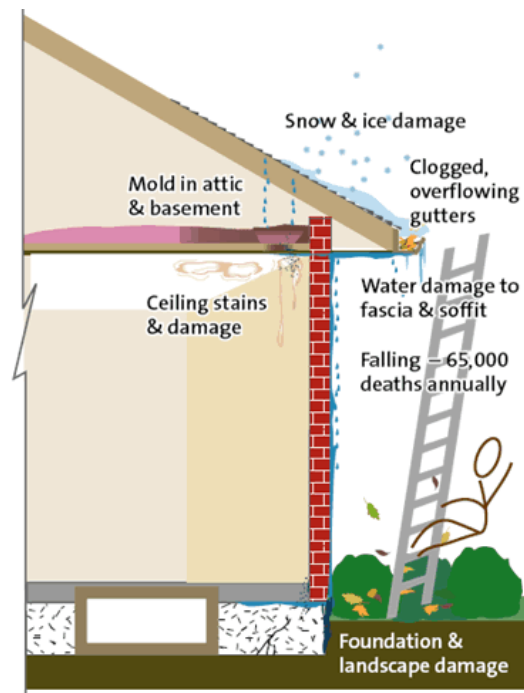 Snow & ice damage
Mold in attic
& basement
Clogged,
overflowing
gutters
Ceiling stains
& damage
Water damage to
fascia & soffit
Falling – 65,000
deaths annually
Foundation &
landscape damage